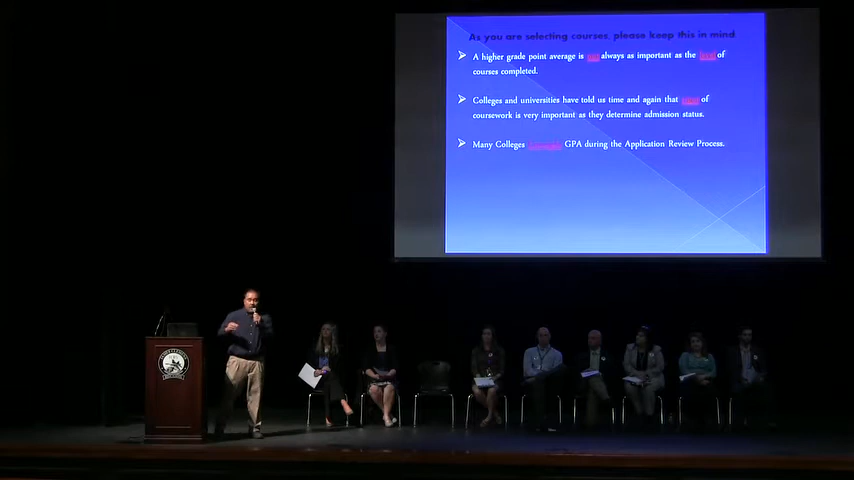 As you are selecting courses, please keep this in mind
A higher grade point average is not always as important as the level of
courses completed.
Colleges and universities have told us time and again that of
coursework is very important as they determine admission status.
Many Colleges GPA during the Application Review Process.